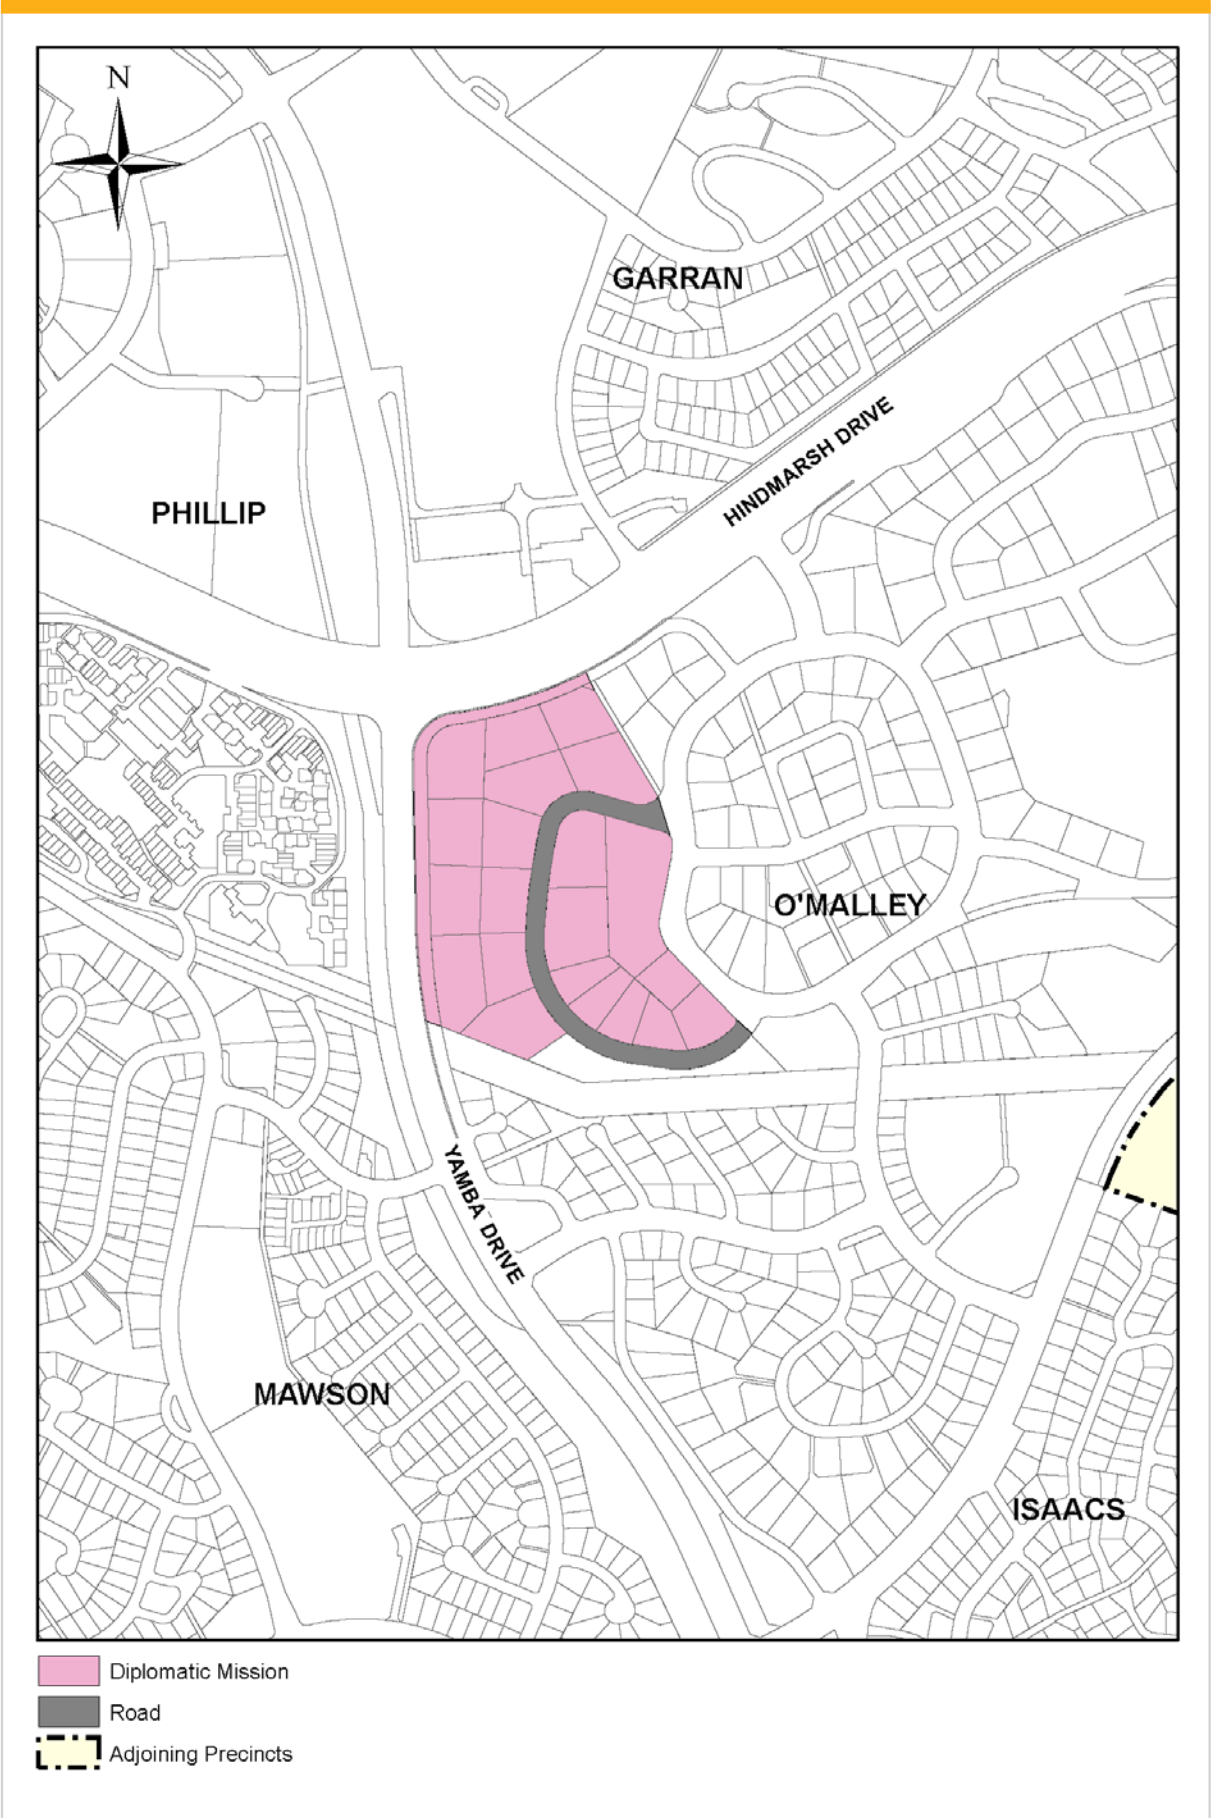 N
GARRAN
HINDMARSH DRIVE
PHILLIP
O'MALLEY
YAMBA DRIVE
MAWSON
ISAACS
Diplomatic Mission
Road
Adjoining Precincts